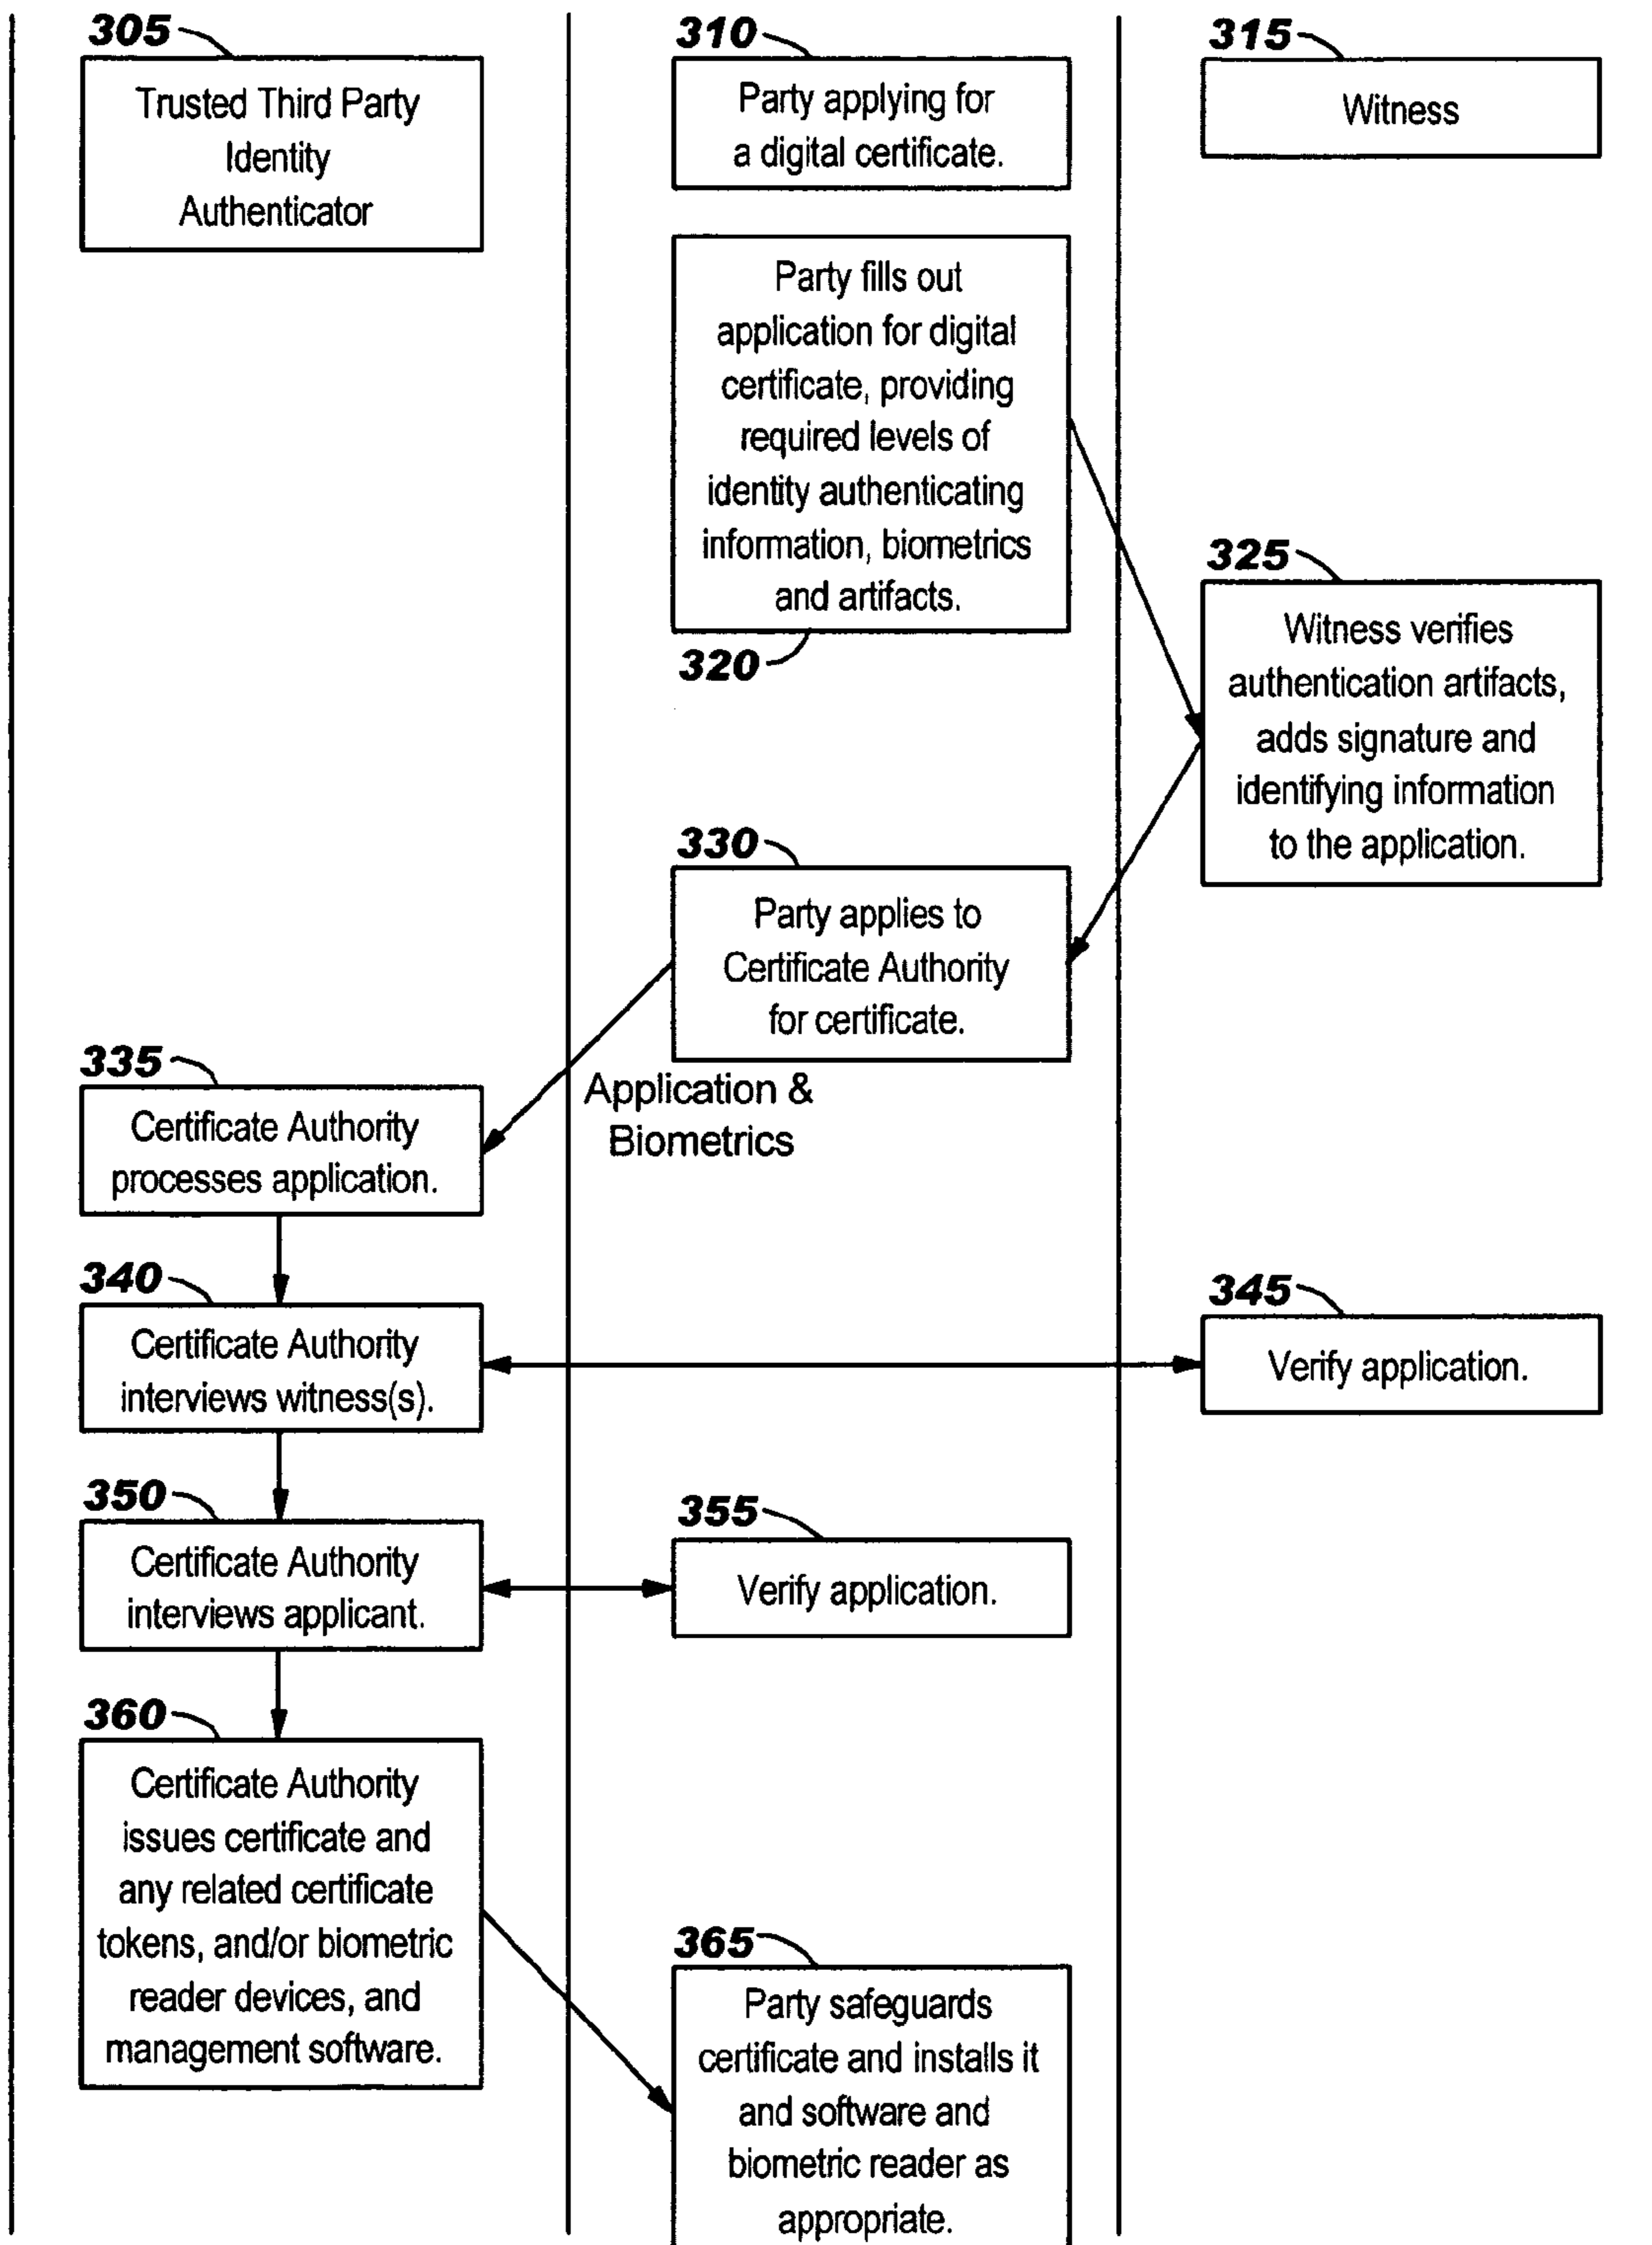 305
Trusted Third Party
Identity
Authenticator
310
Party applying for
a digital certificate.
315
Witness
Party fills out
application for digital
certificate, providing
required levels of
identity authenticating
information, biometrics
and artifacts.
320
325
Witness verifies
authentication artifacts,
adds signature and
identifying information
to the application.
330
Party applies to
Certificate Authority
for certificate.
Application &
Biometrics
335
Certificate Authority
processes application.
340
Certificate Authority
interviews witness(s).
345
Verify application.
350
Certificate Authority
interviews applicant.
355
Verify application.
360
Certificate Authority
issues certificate and
any related certificate
tokens, and/or biometric
reader devices, and
management software.
365
Party safeguards
certificate and installs it
and software and
biometric reader as
appropriate.